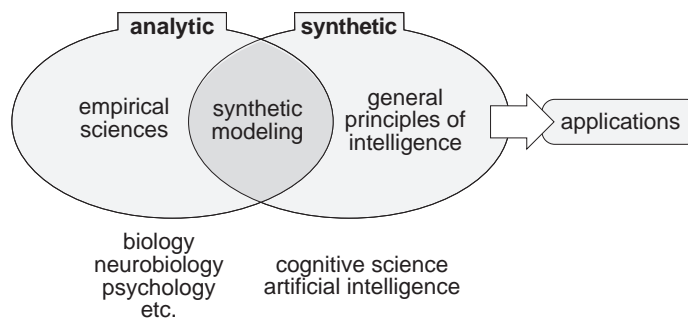 analytic
synthetic
empirical
sciences
synthetic
modeling
general
principles of
intelligence
applications
biology
neurobiology
psychology
etc.
cognitive science
artificial intelligence